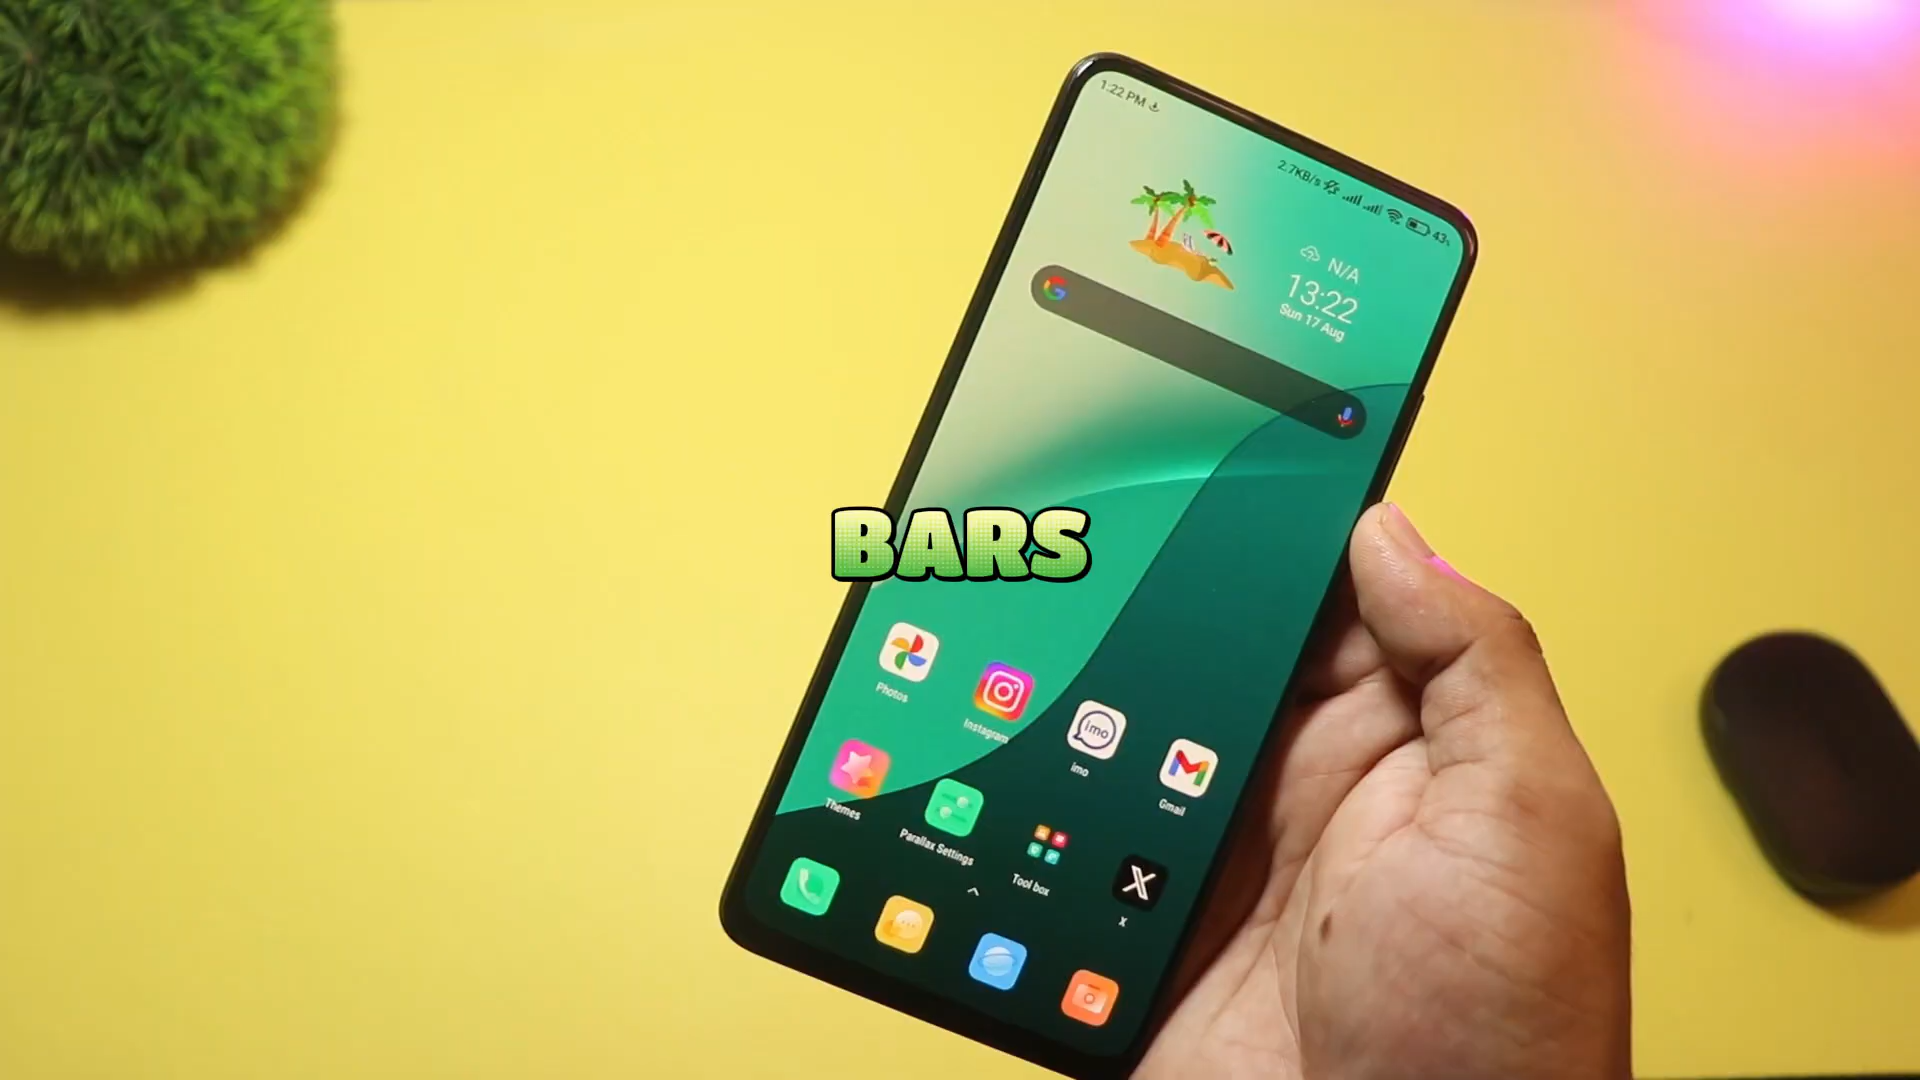 1:22 PM
2.7KB/s 43%
N/A
13:22
Sun 17 Aug
BARS
Photos
Instagram
imo
imo
Gmail
Themes
Parallax Settings
Tool box
X